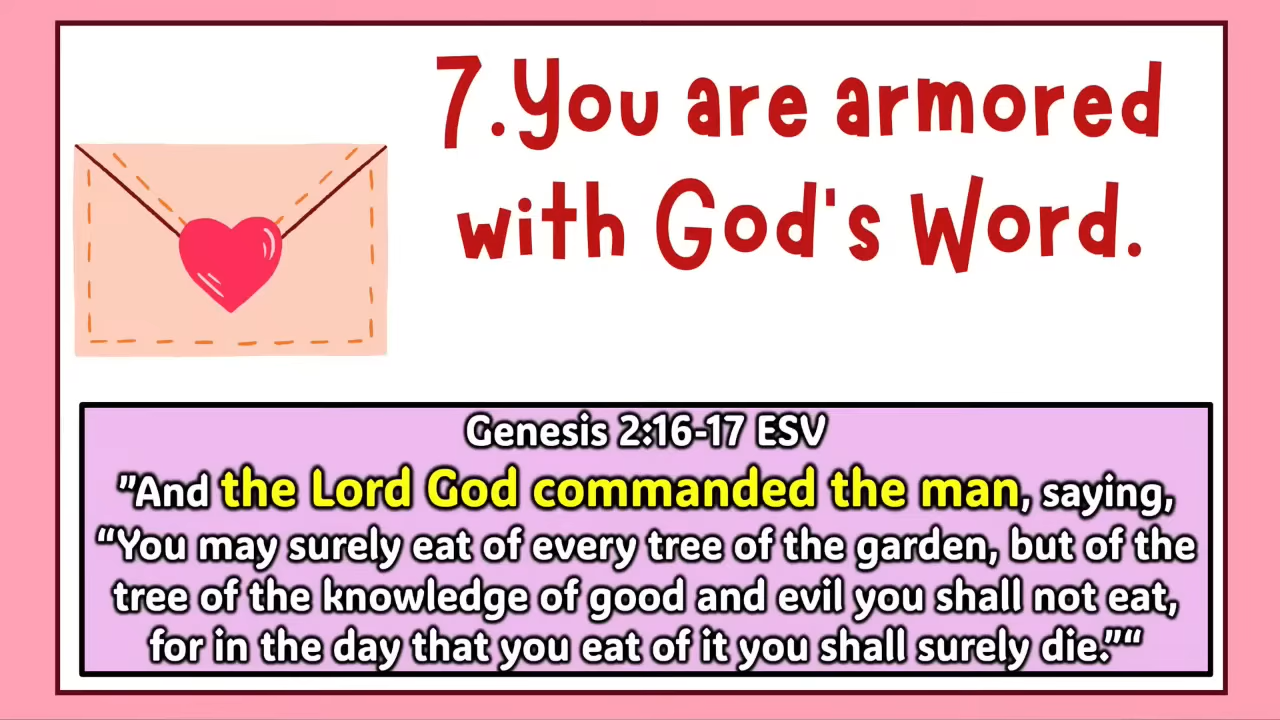 7.You are armored
with God's Word.
Genesis 2:16-17 ESV
”And the Lord God commanded the man, saying,
“You may surely eat of every tree of the garden, but of the
tree of the knowledge of good and evil you shall not eat,
for in the day that you eat of it you shall surely die.”“